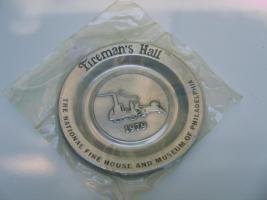 Fireman's Hall
1979
THE NATIONAL FIRE HOUSE AND MUSEUM OF PHILADELPHIA